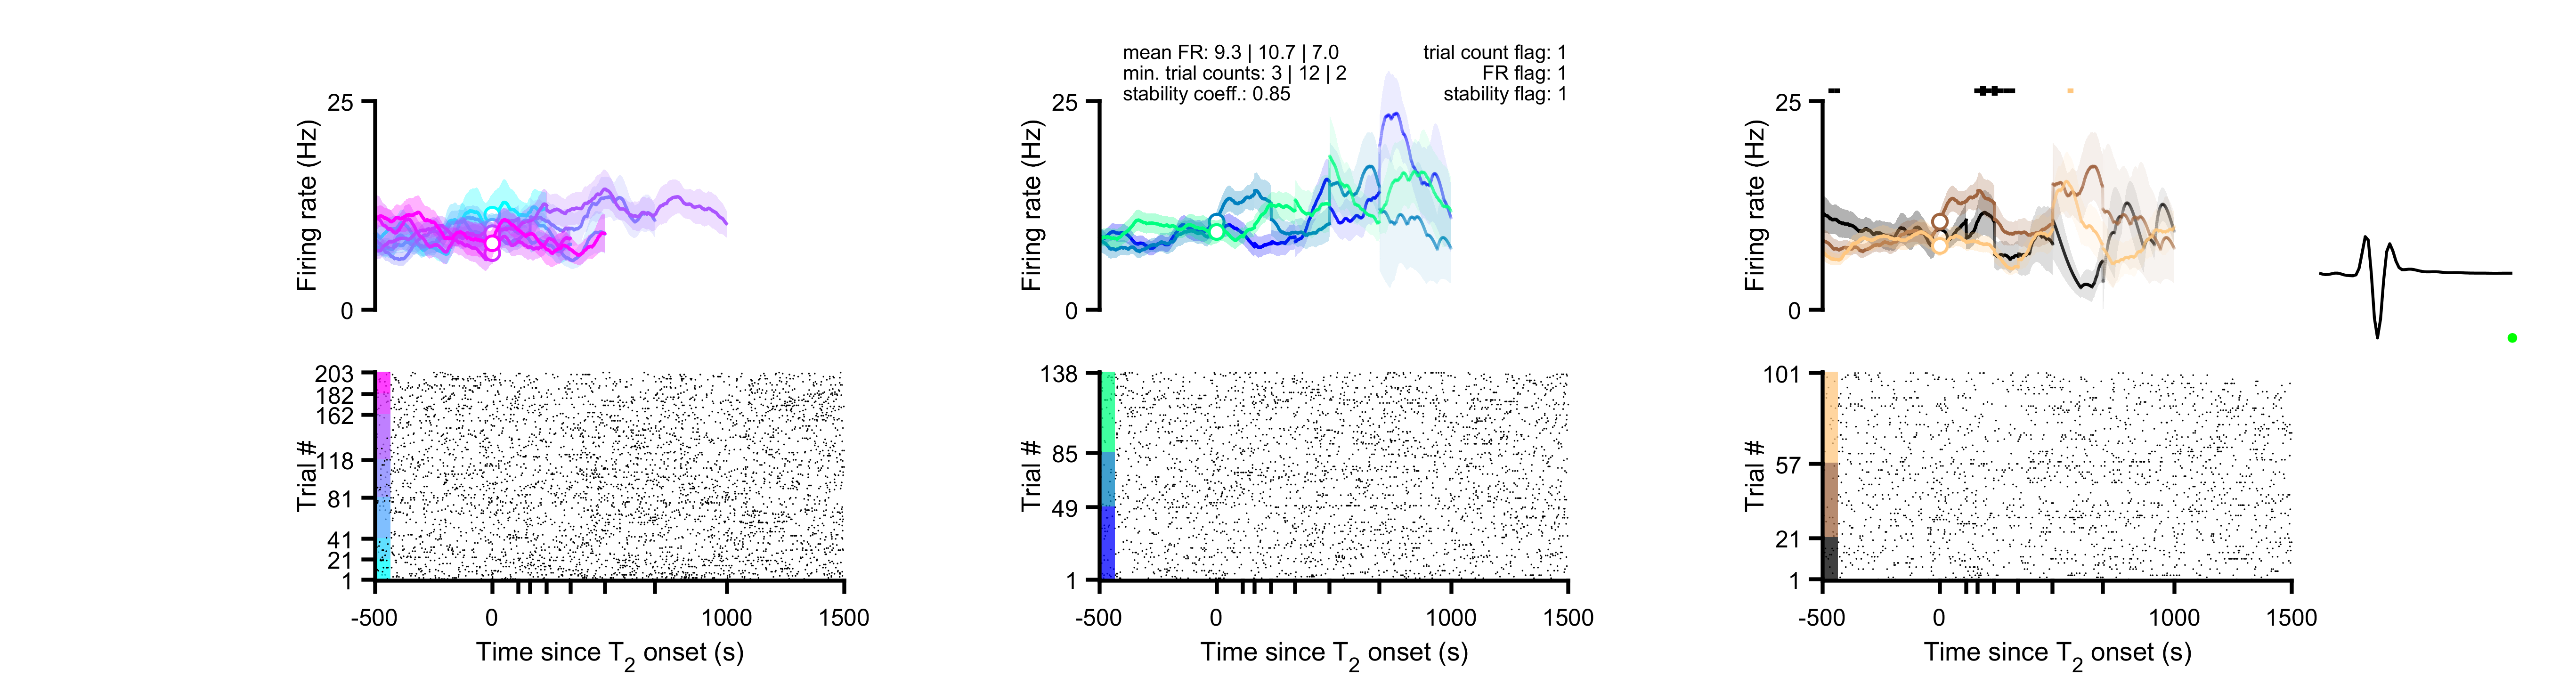 mean FR: 9.3 | 10.7 | 7.0
min. trial counts: 3 | 12 | 2
stability coeff.: 0.85
trial count flag: 1
FR flag: 1
stability flag: 1
25
Firing rate (Hz)
0
25
Firing rate (Hz)
0
25
Firing rate (Hz)
0
203
182
162
118
81
41
21
1
Trial #
-500
0
1000
1500
Time since T2 onset (s)
138
85
49
1
Trial #
-500
0
1000
1500
Time since T2 onset (s)
101
57
21
1
Trial #
-500
0
1000
1500
Time since T2 onset (s)